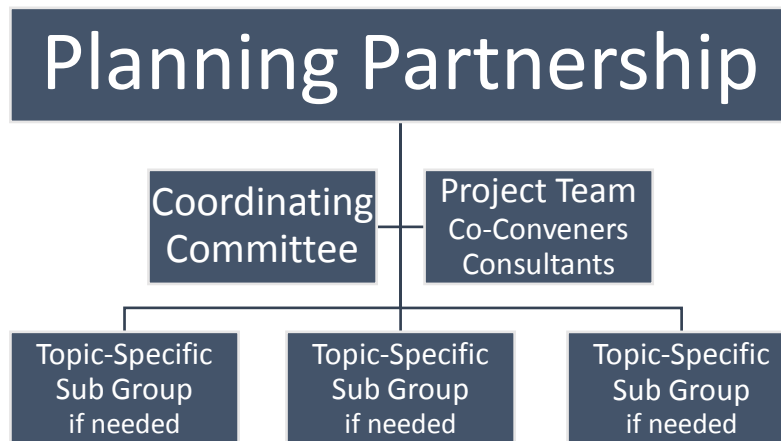 Planning Partnership
Coordinating
Committee
Project Team
Co-Conveners
Consultants
Topic-Specific
Sub Group
if needed
Topic-Specific
Sub Group
if needed
Topic-Specific
Sub Group
if needed